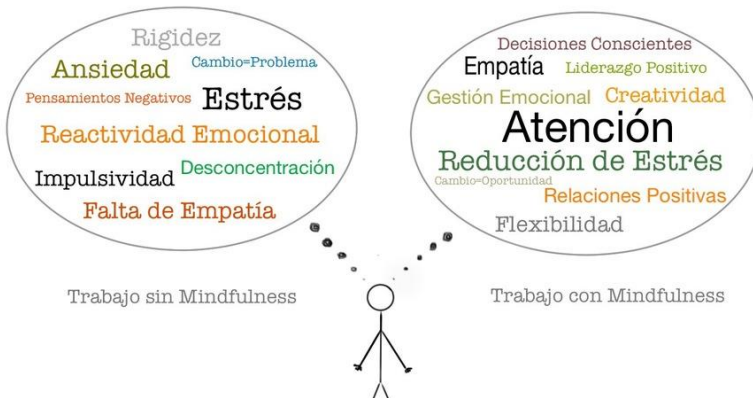 Rigidez
Ansiedad
Cambio=Problema
Pensamientos Negativos
Estrés
Reactividad Emocional
Impulsividad
Desconcentración
Falta de Empatía
Trabajo sin Mindfulness
Decisiones Conscientes
Empatía
Liderazgo Positivo
Gestión Emocional
Creatividad
Atención
Reducción de Estrés
Cambio=Oportunidad
Relaciones Positivas
Flexibilidad
Trabajo con Mindfulness